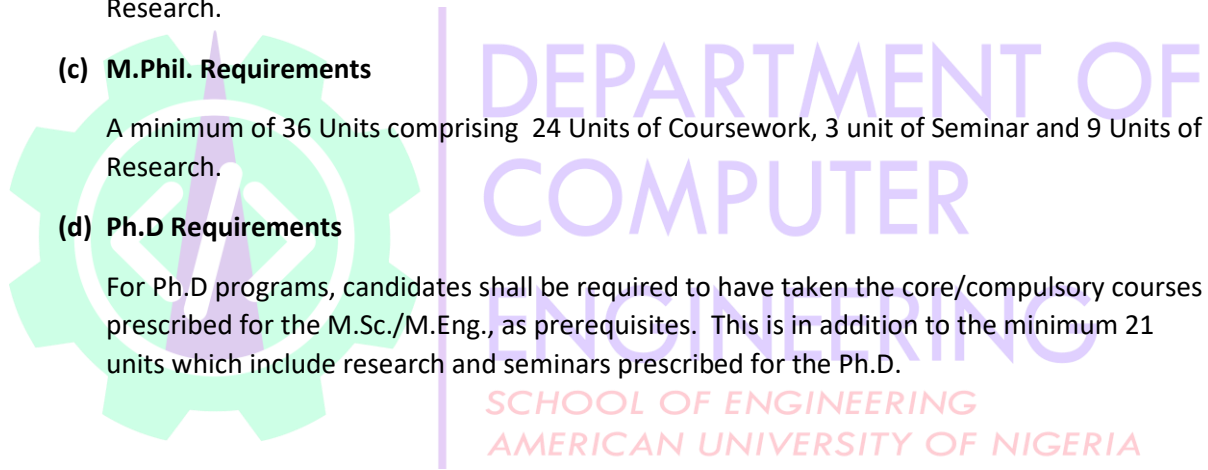 Research.
(c) M.Phil. Requirements
A minimum of 36 Units comprising 24 Units of Coursework, 3 unit of Seminar and 9 Units of
Research.
(d) Ph.D Requirements
For Ph.D programs, candidates shall be required to have taken the core/compulsory courses
prescribed for the M.Sc./M.Eng., as prerequisites. This is in addition to the minimum 21
units which include research and seminars prescribed for the Ph.D.
DEPARTMENT OF
COMPUTER
ENGINEERING
SCHOOL OF ENGINEERING
AMERICAN UNIVERSITY OF NIGERIA